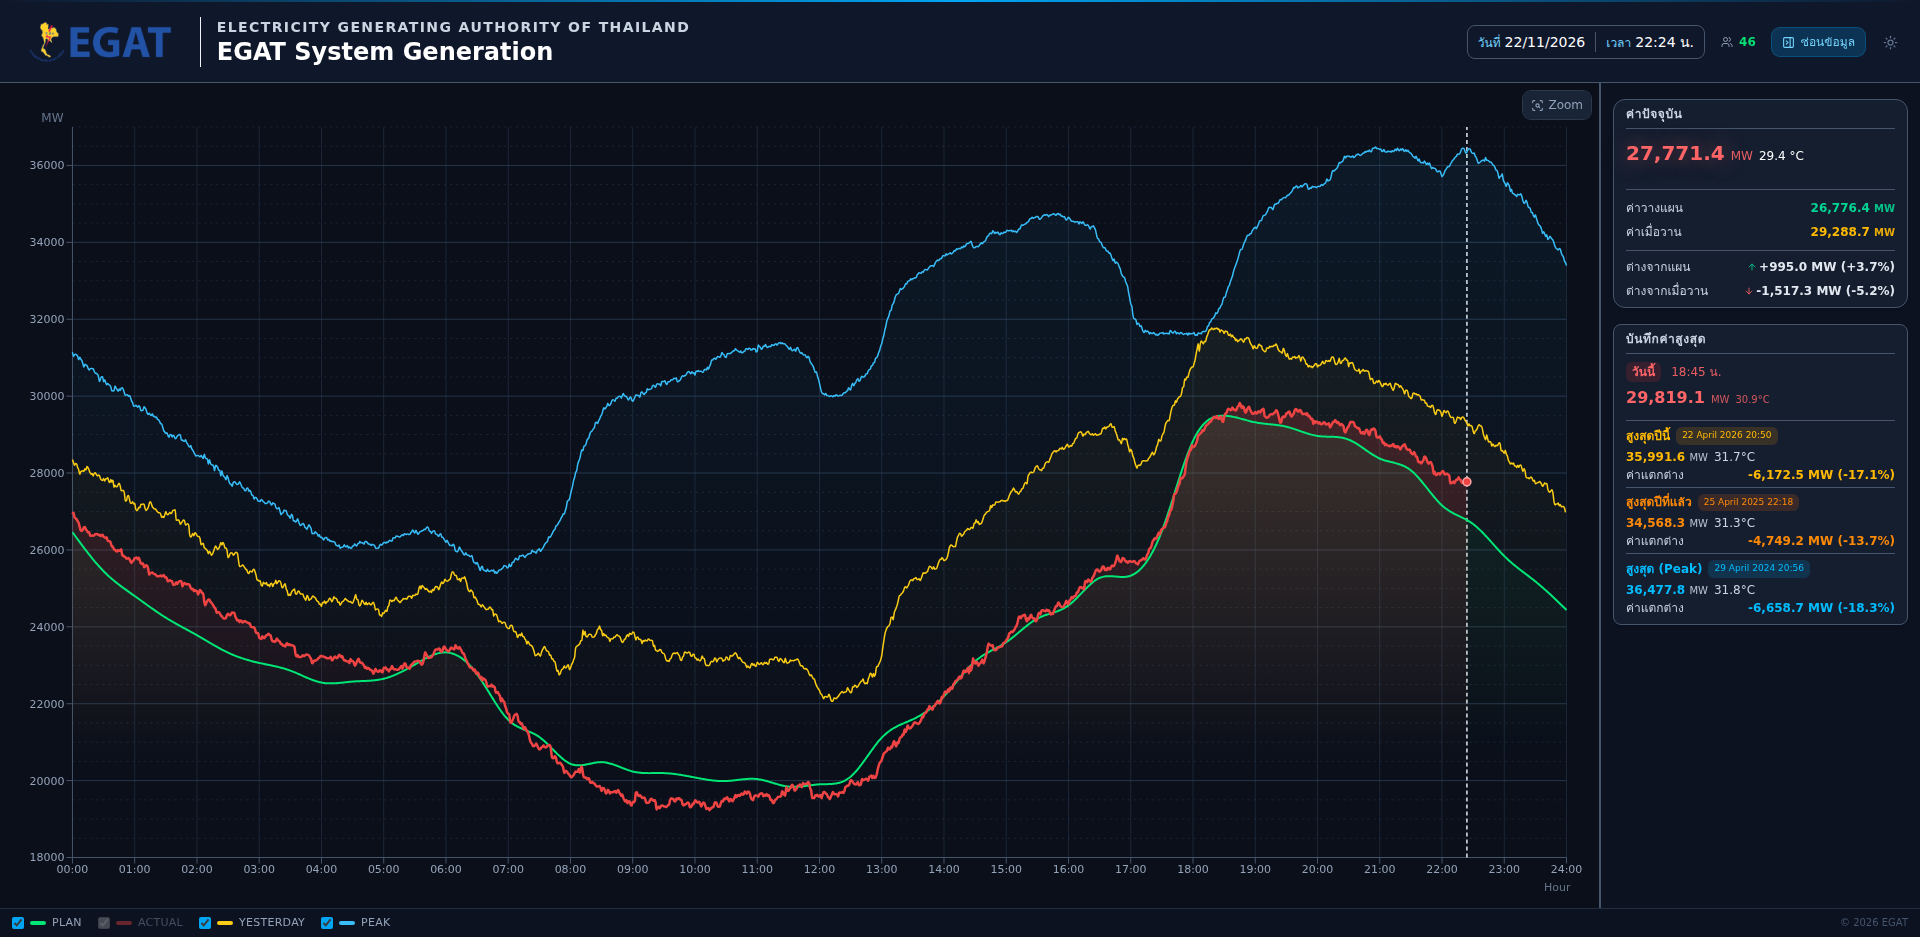 EGAT
ELECTRICITY GENERATING AUTHORITY OF THAILAND
EGAT System Generation
วันที่ 22/11/2026 เวลา 22:24 น.
46
ซ่อนข้อมูล
Zoom
MW
36000
34000
32000
30000
28000
26000
24000
22000
20000
18000
00:00 01:00 02:00 03:00 04:00 05:00 06:00 07:00 08:00 09:00 10:00 11:00 12:00 13:00 14:00 15:00 16:00 17:00 18:00 19:00 20:00 21:00 22:00 23:00 24:00
Hour
ค่าปัจจุบัน
27,771.4 MW 29.4 °C
ค่าวางแผน 26,776.4 MW
ค่าเมื่อวาน 29,288.7 MW
ต่างจากแผน ↑ +995.0 MW (+3.7%)
ต่างจากเมื่อวาน ↓ -1,517.3 MW (-5.2%)
บันทึกค่าสูงสุด
วันนี้ 18:45 น.
29,819.1 MW 30.9°C
สูงสุดปีนี้ 22 April 2026 20:50
35,991.6 MW 31.7°C
ค่าแตกต่าง -6,172.5 MW (-17.1%)
สูงสุดปีที่แล้ว 25 April 2025 22:18
34,568.3 MW 31.3°C
ค่าแตกต่าง -4,749.2 MW (-13.7%)
สูงสุด (Peak) 29 April 2024 20:56
36,477.8 MW 31.8°C
ค่าแตกต่าง -6,658.7 MW (-18.3%)
PLAN ACTUAL YESTERDAY PEAK
© 2026 EGAT